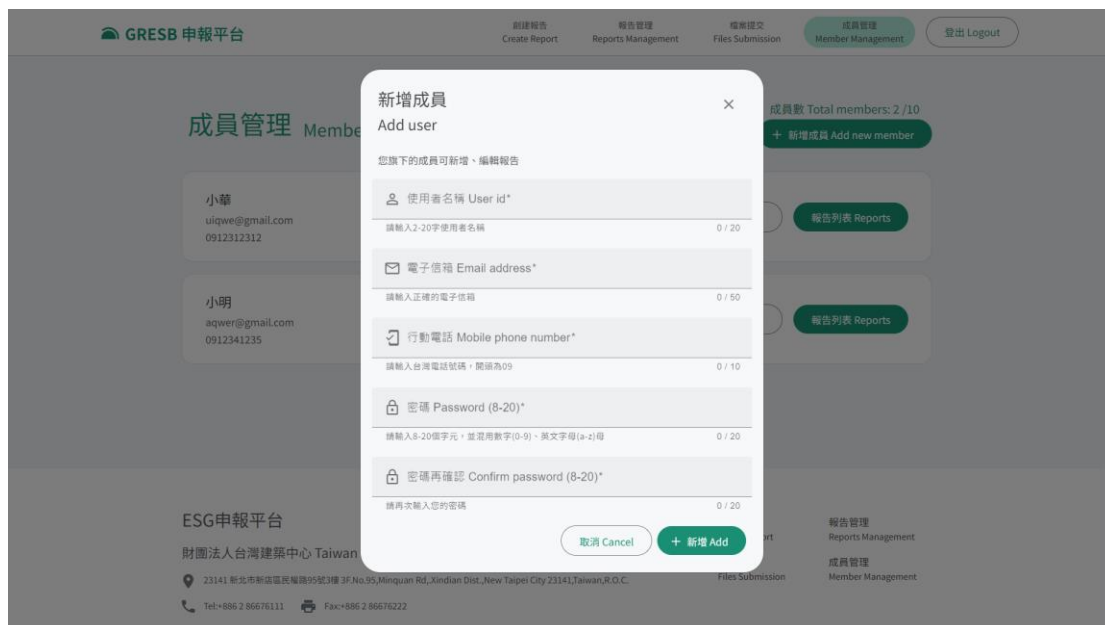 GRESB 申報平台
創建報告
Create Report
報告管理
Reports Management
檔案提交
Files Submission
成員管理
Member Management
登出 Logout
成員管理 Membe
成員數 Total members: 2 /10
+ 新增成員 Add new member
小華
uiqwe@gmail.com
0912312312
報告列表 Reports
小明
aqwer@gmail.com
0912341235
報告列表 Reports
新增成員
Add user
您旗下的成員可新增、編輯報告
使用者名稱 User id*
請輸入2-20字使用者名稱
0 / 20
電子信箱 Email address*
請輸入正確的電子信箱
0 / 50
行動電話 Mobile phone number*
請輸入台灣電話號碼，開頭為09
0 / 10
密碼 Password (8-20)*
請輸入8-20個字元，並混用數字(0-9)、英文字母(a-z)母
0 / 20
密碼再確認 Confirm password (8-20)*
請再次輸入您的密碼
0 / 20
取消 Cancel
+ 新增 Add
ESG申報平台
財團法人台灣建築中心 Taiwan
23141 新北市新店區民權路95號3樓 3F,No.95,Minquan Rd,.Xindian Dist.,New Taipei City 23141,Taiwan,R.O.C.
Tel:+886 2 86676111
Fax:+886 2 86676222
ort
Files Submission
報告管理
Reports Management
成員管理
Member Management